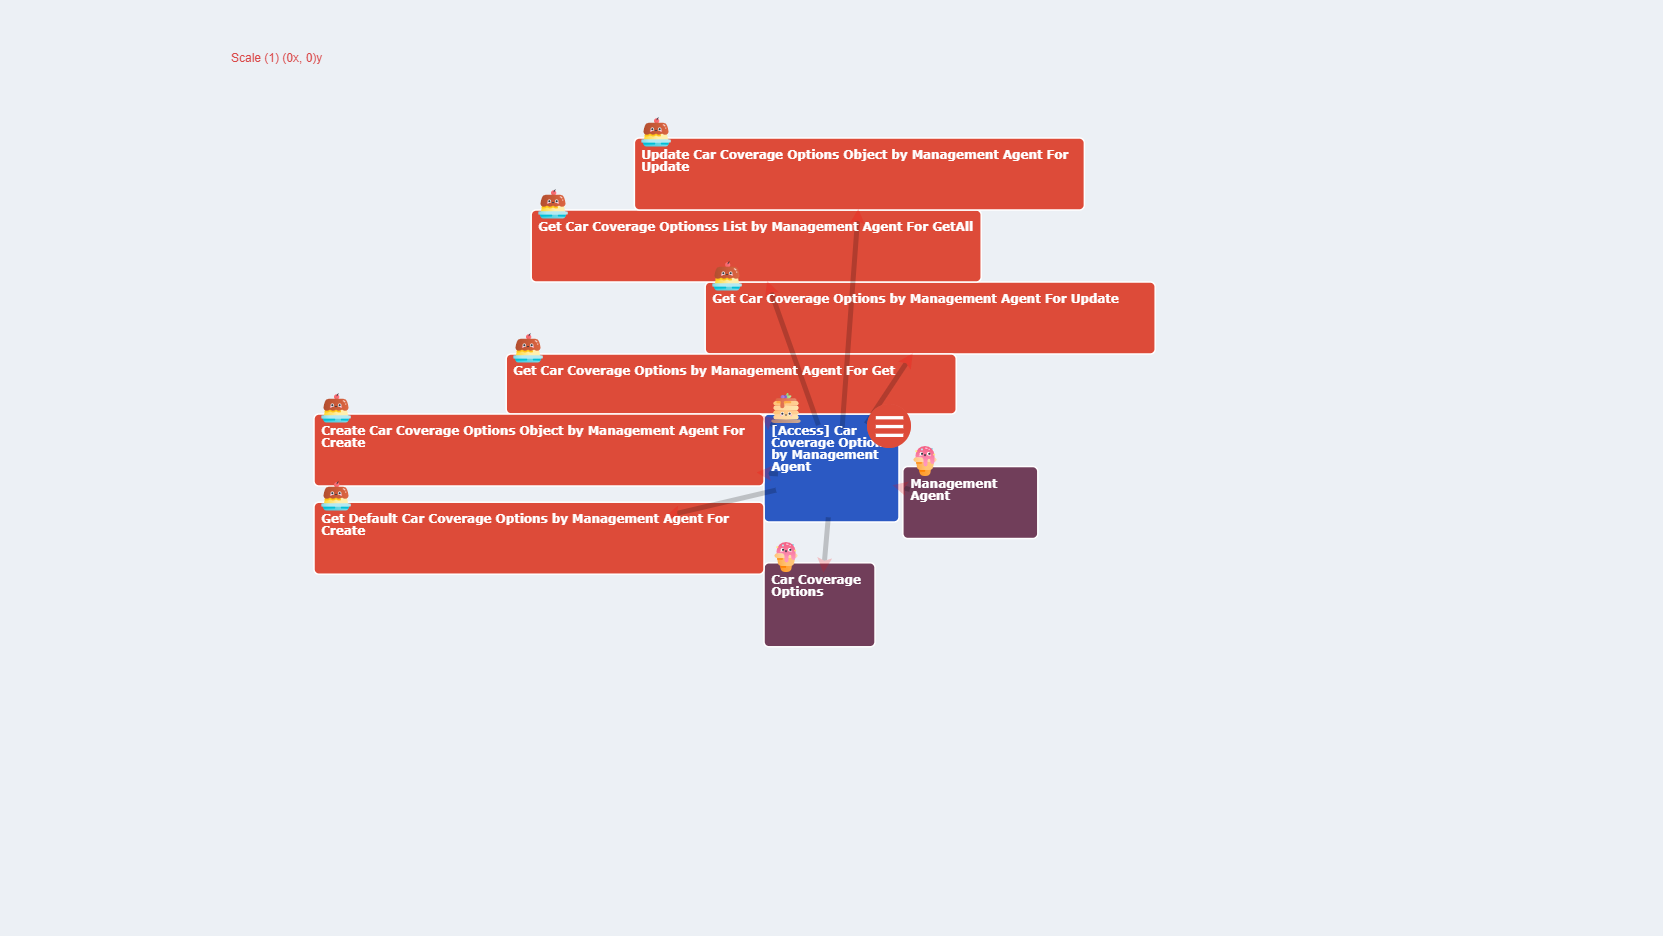 Scale (1) (0x, 0)y
Update Car Coverage Options Object by Management Agent For
Update
Get Car Coverage Optionss List by Management Agent For GetAll
Get Car Coverage Options by Management Agent For Update
Get Car Coverage Options by Management Agent For Get
Create Car Coverage Options Object by Management Agent For
Create
[Access] Car
Coverage
by Management
Agent
Management
Agent
Get Default Car Coverage Options by Management Agent For
Create
Car Coverage
Options